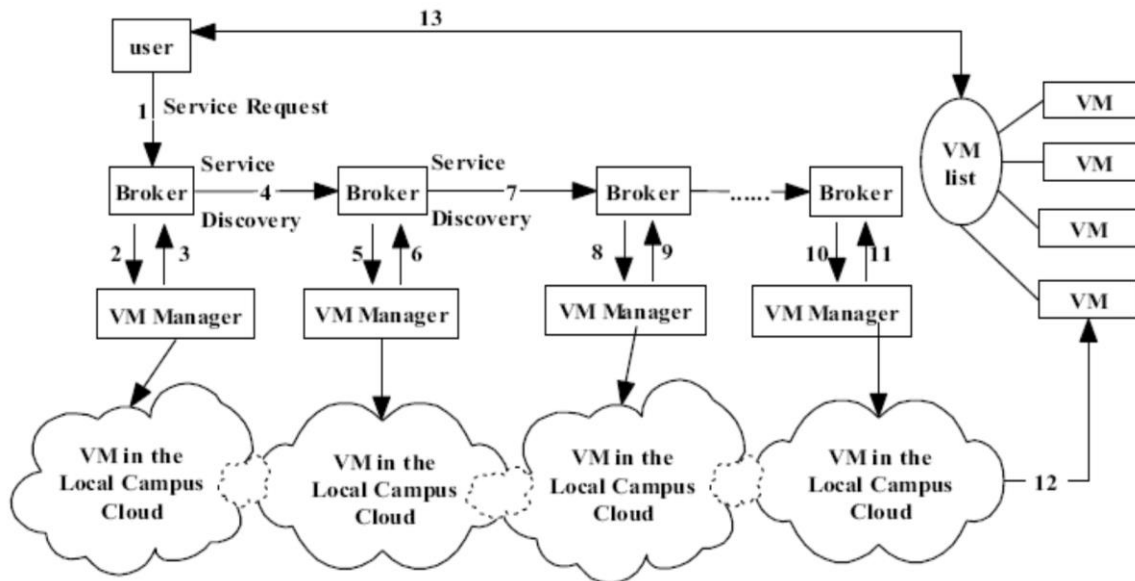 13
user
1
Service Request
VM
VM
VM
VM
VM
list
Service
4
Discovery
Service
7
Discovery
Broker
Broker
Broker
......
Broker
2
3
5
6
8
9
10
11
VM Manager
VM Manager
VM Manager
VM Manager
VM in the
Local Campus
Cloud
VM in the
Local Campus
Cloud
VM in the
Local Campus
Cloud
VM in the
Local Campus
Cloud
12